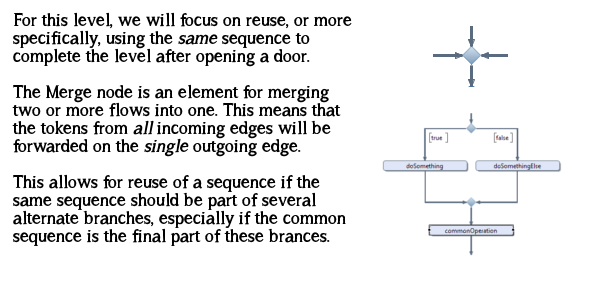 For this level, we will focus on reuse, or more
specifically, using the same sequence to
complete the level after opening a door.
The Merge node is an element for merging
two or more flows into one. This means that
the tokens from all incoming edges will be
forwarded on the single outgoing edge.
This allows for reuse of a sequence if the
same sequence should be part of several
alternate branches, especially if the common
sequence is the final part of these brances.
[true ]
[false ]
doSomething
doSomethingElse
commonOperation